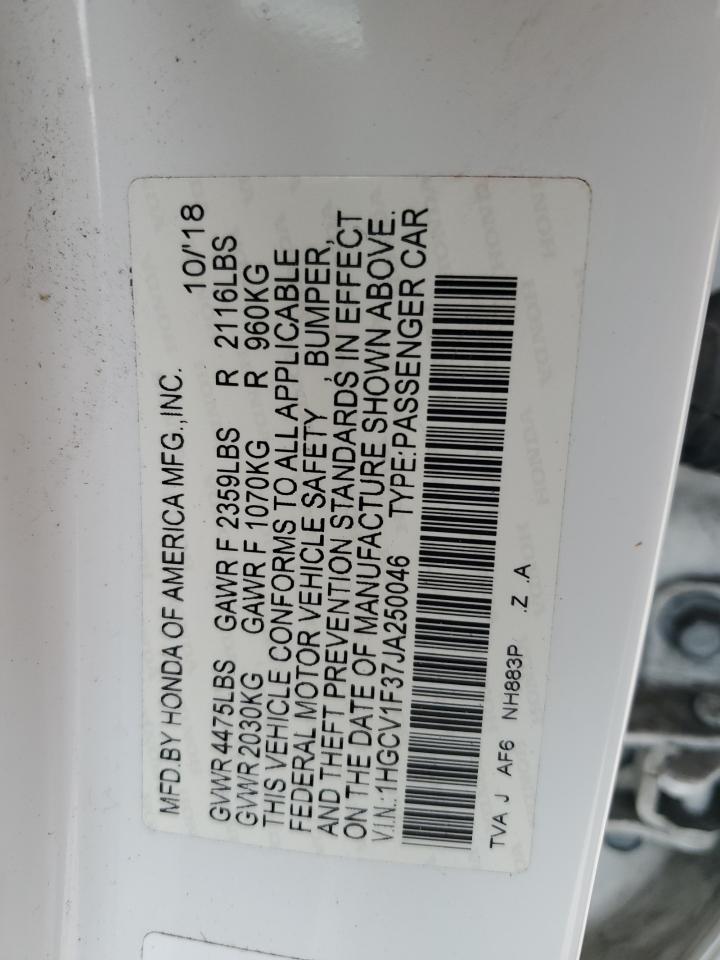 MFD.BY HONDA OF AMERICA MFG.,INC. 10/'18
GVWR 4475LBS GAWR F 2359LBS R 2116LBS
GVWR 2030KG GAWR F 1070KG R 960KG
THIS VEHICLE CONFORMS TO ALL APPLICABLE
FEDERAL MOTOR VEHICLE SAFETY , BUMPER,
AND THEFT PREVENTION STANDARDS IN EFFECT
ON THE DATE OF MANUFACTURE SHOWN ABOVE.
V.I.N.:1HGCV1F37JA250046 TYPE:PASSENGER CAR
TVA J AF6 NH883P .Z .A